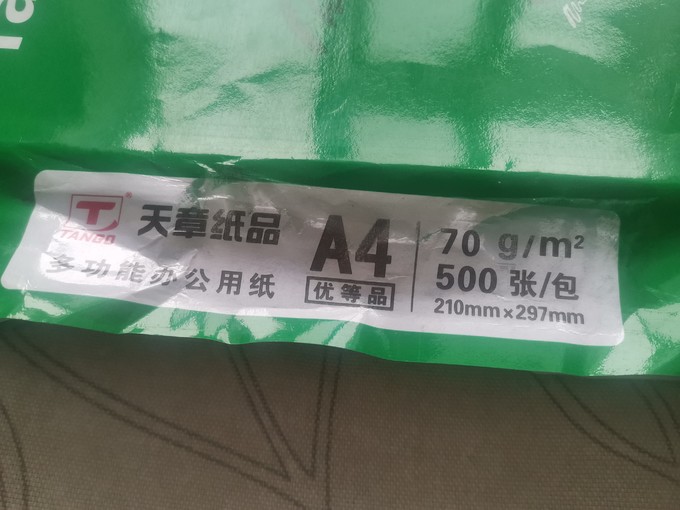 TANGO
天章纸品
多功能办公用纸
A4
优等品
70 g/m²
500 张/包
210mm×297mm